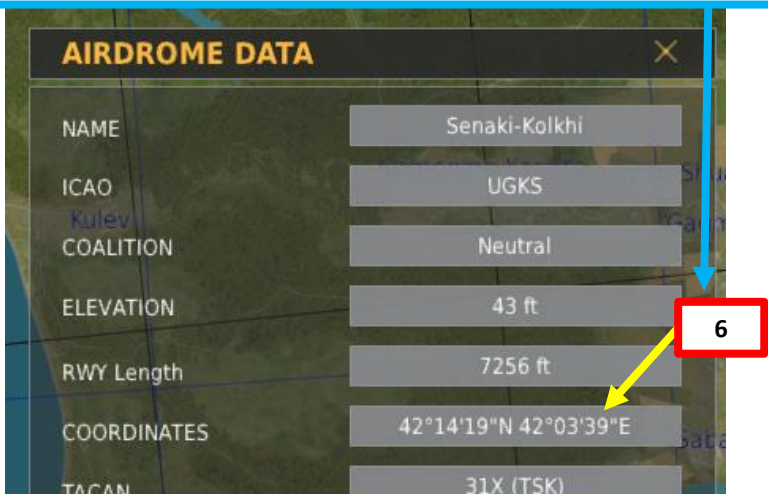 AIRDROME DATA
NAME Senaki-Kolkhi
ICAO UGKS
Kulev
COALITION Neutral
ELEVATION 43 ft
6
RWY Length 7256 ft
COORDINATES 42°14'19"N 42°03'39"E
TACAN 31X (TSK)